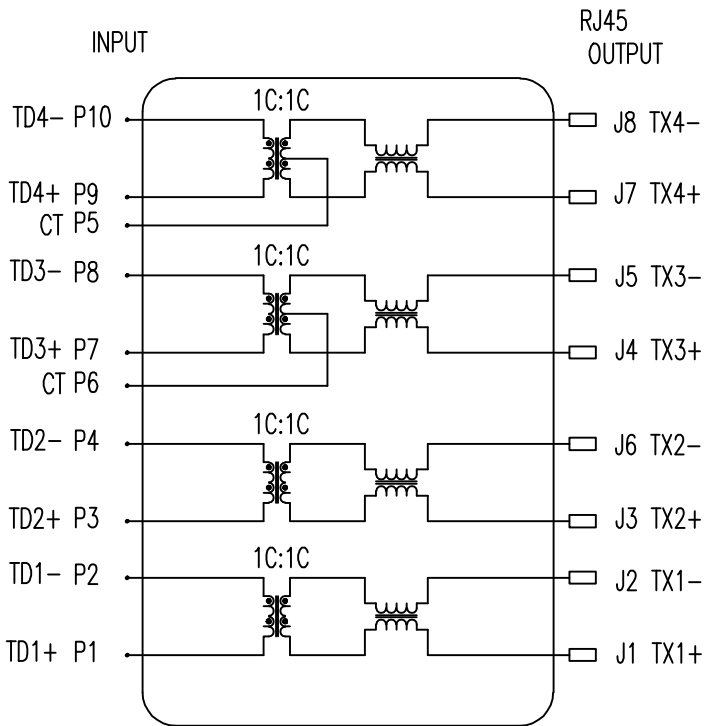 INPUT
RJ45
OUTPUT
1C:1C
TD4- P10
J8 TX4-
TD4+ P9
J7 TX4+
CT P5
1C:1C
TD3- P8
J5 TX3-
TD3+ P7
J4 TX3+
CT P6
1C:1C
TD2- P4
J6 TX2-
TD2+ P3
J3 TX2+
1C:1C
TD1- P2
J2 TX1-
TD1+ P1
J1 TX1+